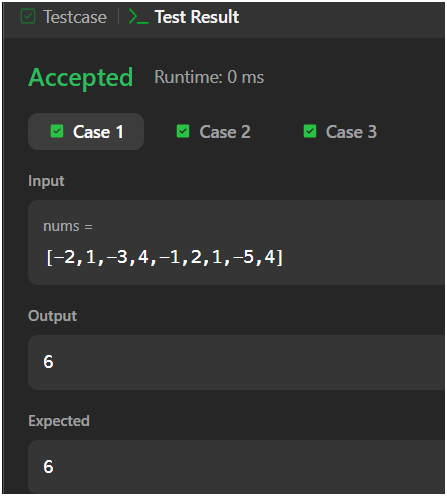 Testcase
Test Result
Accepted Runtime: 0 ms
Case 1 Case 2 Case 3
Input
nums =
[-2,1,-3,4,-1,2,1,-5,4]
Output
6
Expected
6